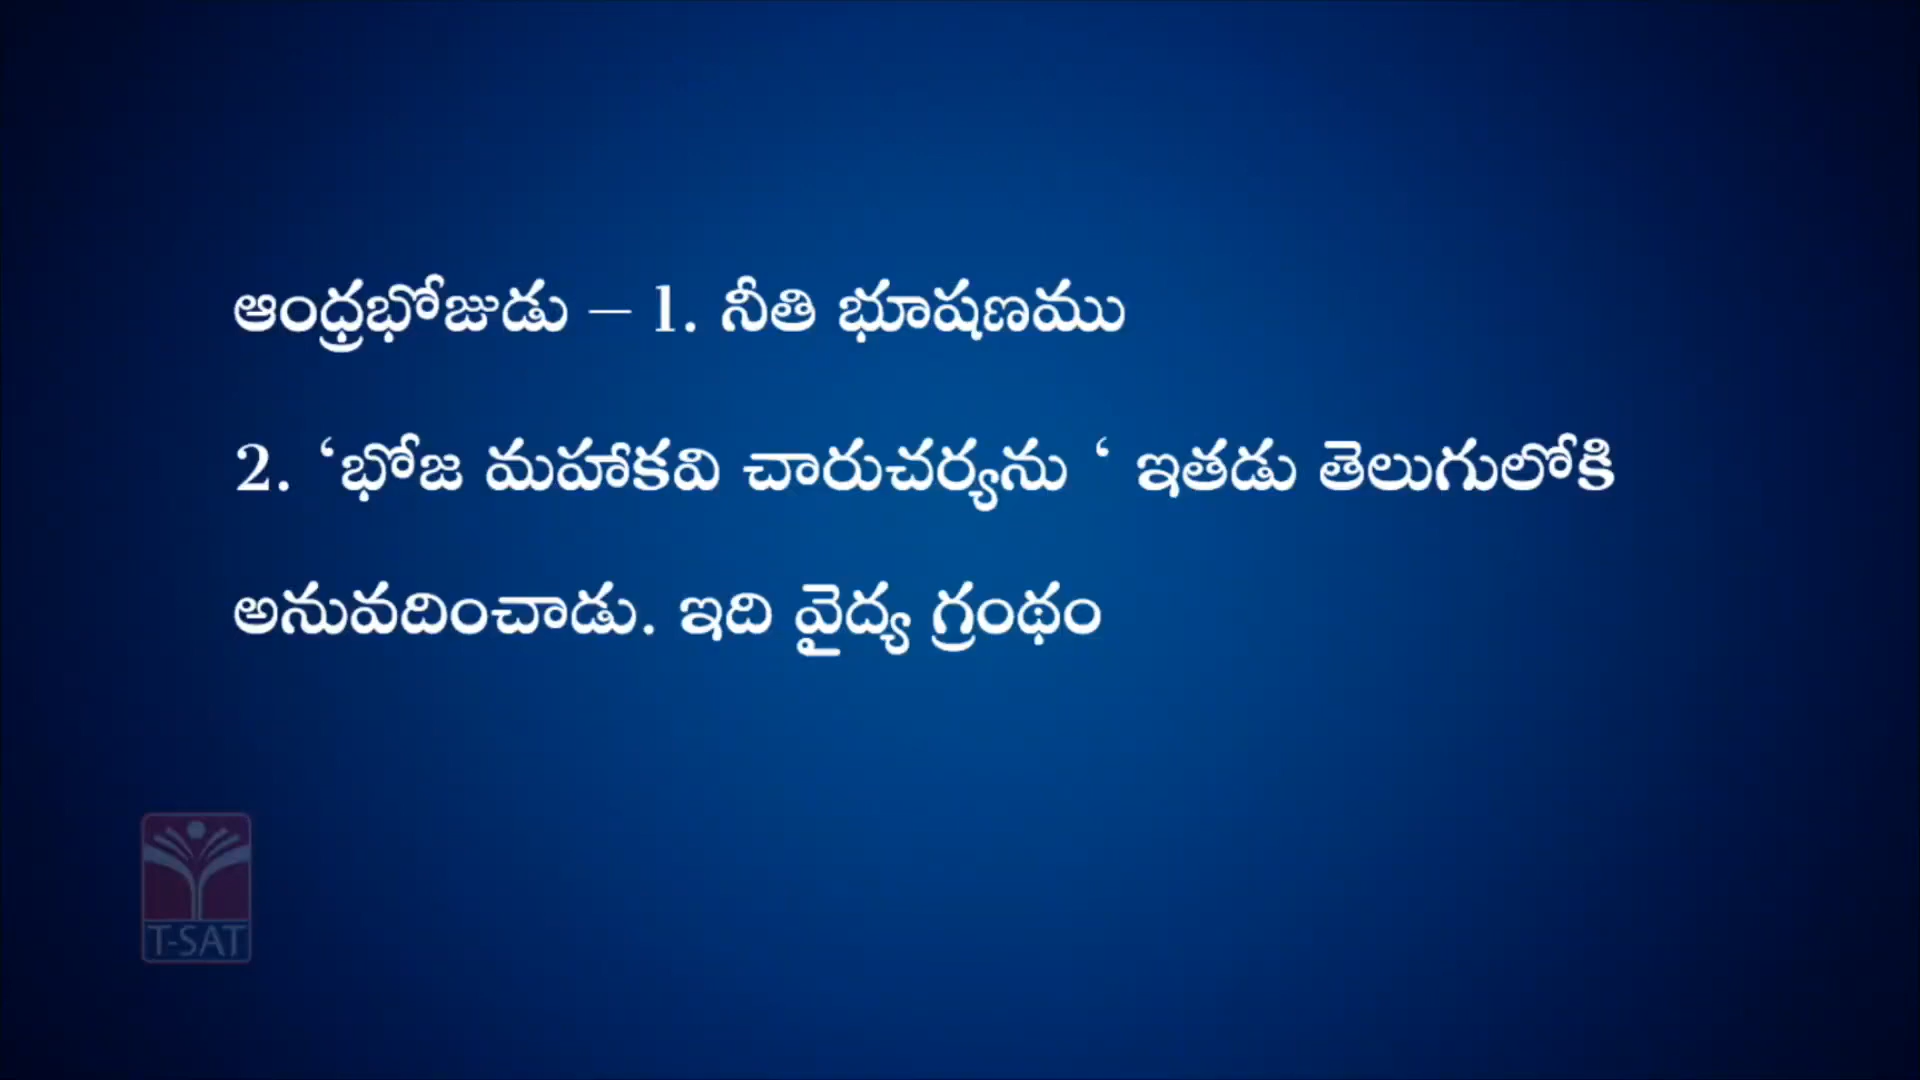 ఆంధ్రభోజుడు – 1. నీతి భూషణము
2. ‘భోజ మహాకవి చారుచర్యను ‘ ఇతడు తెలుగులోకి
అనువదించాడు. ఇది వైద్య గ్రంథం
T-SAT